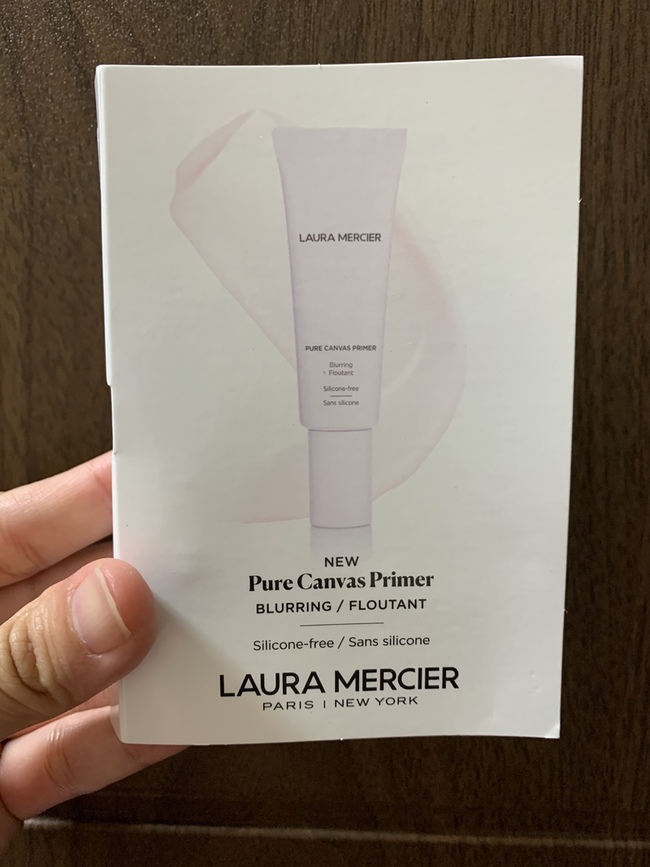 LAURA MERCIER
PURE CANVAS PRIMER
Blurring
Floutant
Silicone-free
Sans silicone
NEW
Pure Canvas Primer
BLURRING / FLOUTANT
Silicone-free / Sans silicone
LAURA MERCIER
PARIS | NEW YORK